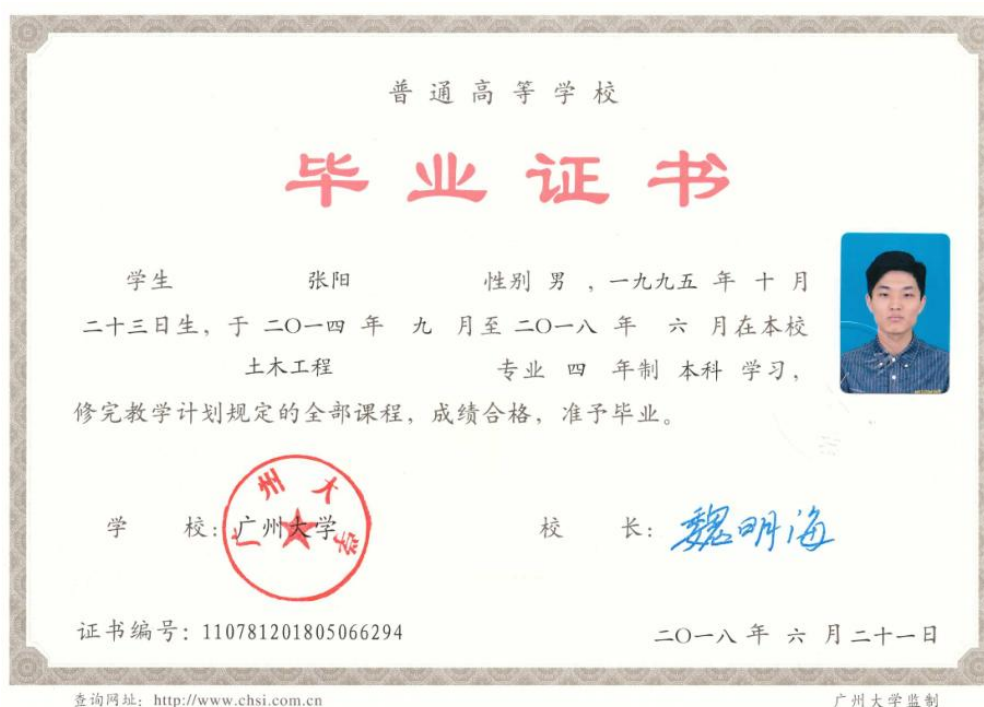 普通高等学校
毕业证书
学生 张阳 性别 男 ，一九九五 年 十 月
二十三日生，于 二〇一四 年 九 月至 二〇一八 年 六 月在本校
土木工程 专业 四 年制 本科 学习，
修完教学计划规定的全部课程，成绩合格，准予毕业。
广州大学
学 校：广州大学 校 长：魏明海
证书编号：110781201805066294 二〇一八 年 六 月二十一日
查询网址：http://www.chsi.com.cn 广州大学监制